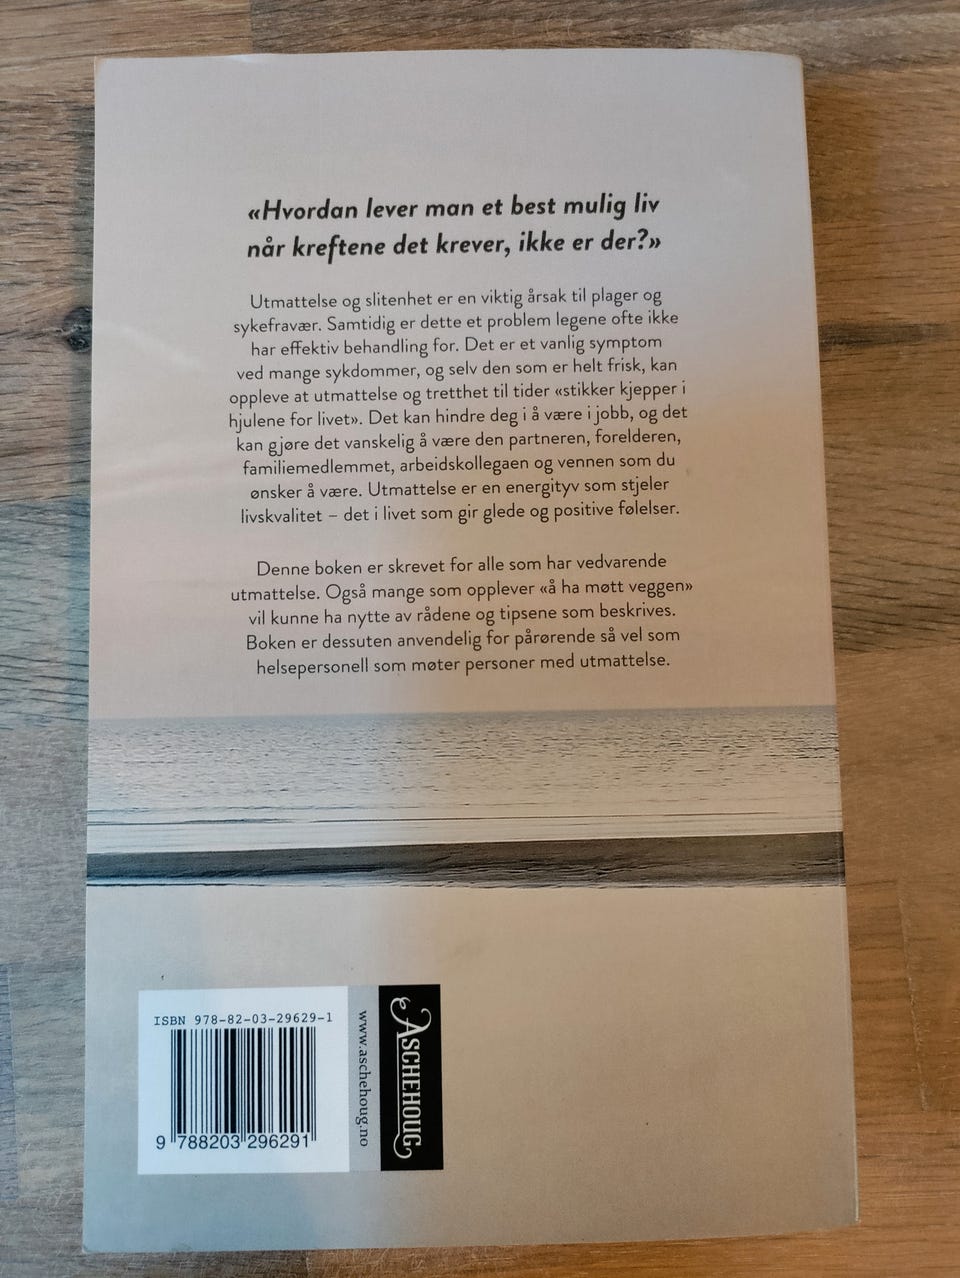 «Hvordan lever man et best mulig liv
når kreftene det krever, ikke er der?»
Utmattelse og slitenhet er en viktig årsak til plager og
sykefravær. Samtidig er dette et problem legene ofte ikke
har effektiv behandling for. Det er et vanlig symptom
ved mange sykdommer, og selv den som er helt frisk, kan
oppleve at utmattelse og tretthet til tider «stikker kjepper i
hjulene for livet». Det kan hindre deg i å være i jobb, og det
kan gjøre det vanskelig å være den partneren, forelderen,
familiemedlemmet, arbeidskollegaen og vennen som du
ønsker å være. Utmattelse er en energityv som stjeler
livskvalitet – det i livet som gir glede og positive følelser.
Denne boken er skrevet for alle som har vedvarende
utmattelse. Også mange som opplever «å ha møtt veggen»
vil kunne ha nytte av rådene og tipsene som beskrives.
Boken er dessuten anvendelig for pårørende så vel som
helsepersonell som møter personer med utmattelse.
ISBN 978-82-03-29629-1
9 788203 296291
www.aschehoug.no
ASCHEHOUG